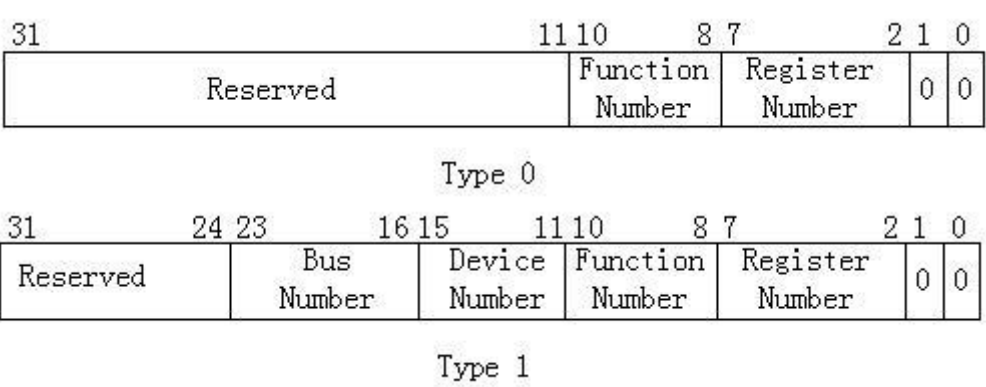 31 11 10 8 7 2 1 0
Reserved Function Number Register Number 0 0
Type 0
31 24 23 16 15 11 10 8 7 2 1 0
Reserved Bus Number Device Number Function Number Register Number 0 0
Type 1